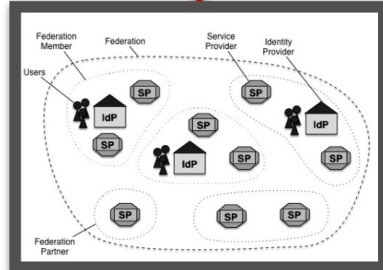 Federation
Member
Federation
Service
Provider
Identity
Provider
Users
SP
SP
IdP
IdP
SP
SP
IdP
SP
SP
SP
SP
SP
Federation
Partner